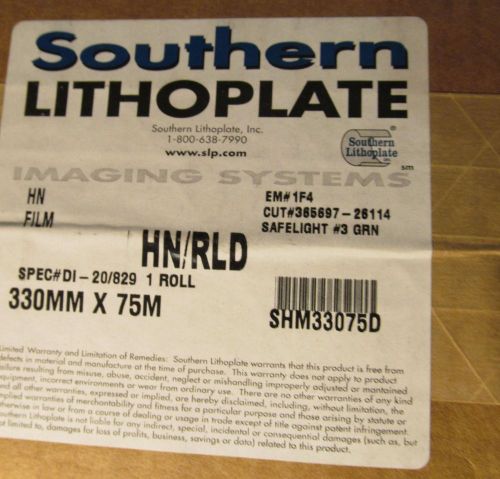 Southern
LITHOPLATE
Southern Lithoplate, Inc.
1-800-638-7990
www.slp.com
Southern
Lithoplate
INC.
®
sm
IMAGING SYSTEMS
HN
FILM
EM#1F4
CUT#365697-26114
SAFELIGHT #3 GRN
HN/RLD
SPEC#DI-20/829 1 ROLL
330MM X 75M
SHM33075D
Limited Warranty and Limitation of Remedies: Southern Lithoplate warrants that this product is free from
defects in material and manufacture at the time of purchase. This warranty does not apply to product
failures resulting from misuse, abuse, accident, neglect or mishandling improperly adjusted or maintained
equipment, incorrect environments or wear from ordinary use. There are no other warranties of any kind
and all other warranties, expressed or implied, are hereby disclaimed, including, without limitation, the
implied warranties of merchantability and fitness for a particular purpose and those arising by statute or
otherwise in law or from a course of dealing or usage in trade except of title against patent infringement.
Southern Lithoplate is not liable for any indirect, special, incidental or consequential damages (such as, but
not limited to, damages for loss of profits, business, savings or data) related to this product.